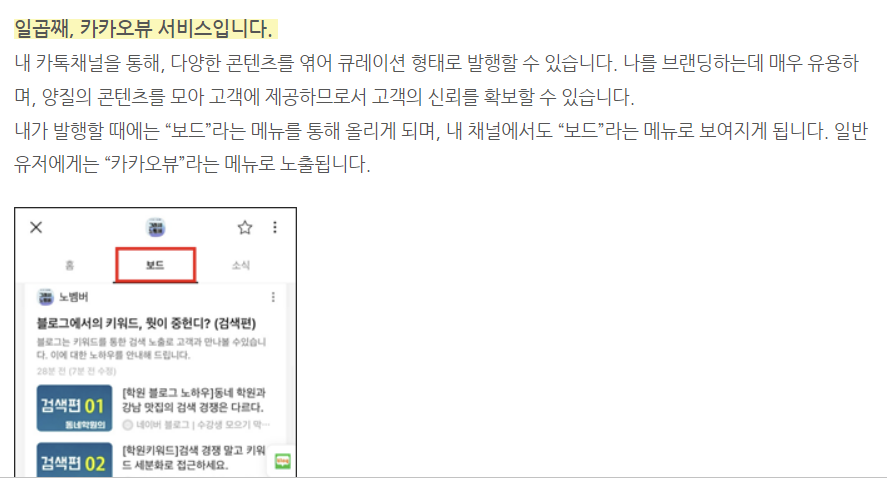 일곱째, 카카오뷰 서비스입니다.
내 카톡채널을 통해, 다양한 콘텐츠를 엮어 큐레이션 형태로 발행할 수 있습니다. 나를 브랜딩하는데 매우 유용하
며, 양질의 콘텐츠를 모아 고객에 제공하므로서 고객의 신뢰를 확보할 수 있습니다.
내가 발행할 때에는 “보드”라는 메뉴를 통해 올리게 되며, 내 채널에서도 “보드”라는 메뉴로 보여지게 됩니다. 일반
유저에게는 “카카오뷰”라는 메뉴로 노출됩니다.
홈 보드 소식
노벰버
블로그에서의 키워드, 뭣이 중헌디? (검색편)
블로그는 키워드를 통한 검색 노출로 고객과 만나볼 수있습니
다. 이에 대한 노하우를 안내해 드립니다.
28분 전 (7분 전 수정)
검색편 01
동네학원의
[학원 블로그 노하우]동네 학원과
강남 맛집의 검색 경쟁은 다르다.
네이버 블로그 | 수강생 모으기 막…
검색편 02
[학원키워드]검색 경쟁 말고 키워
드 세분화로 접근하세요.